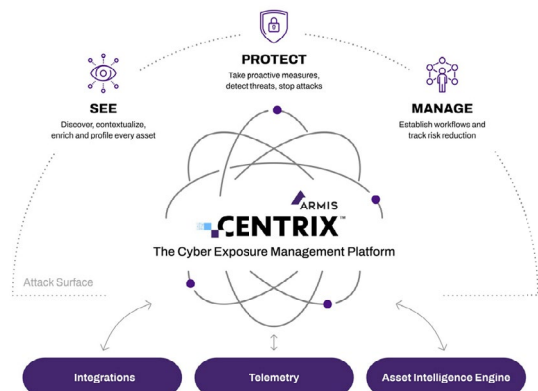 PROTECT
Take proactive measures,
detect threats, stop attacks
SEE
Discover, contextualize,
enrich and profile every asset
MANAGE
Establish workflows and
track risk reduction
ARMIS
CENTRIX™
The Cyber Exposure Management Platform
Attack Surface
Integrations
Telemetry
Asset Intelligence Engine